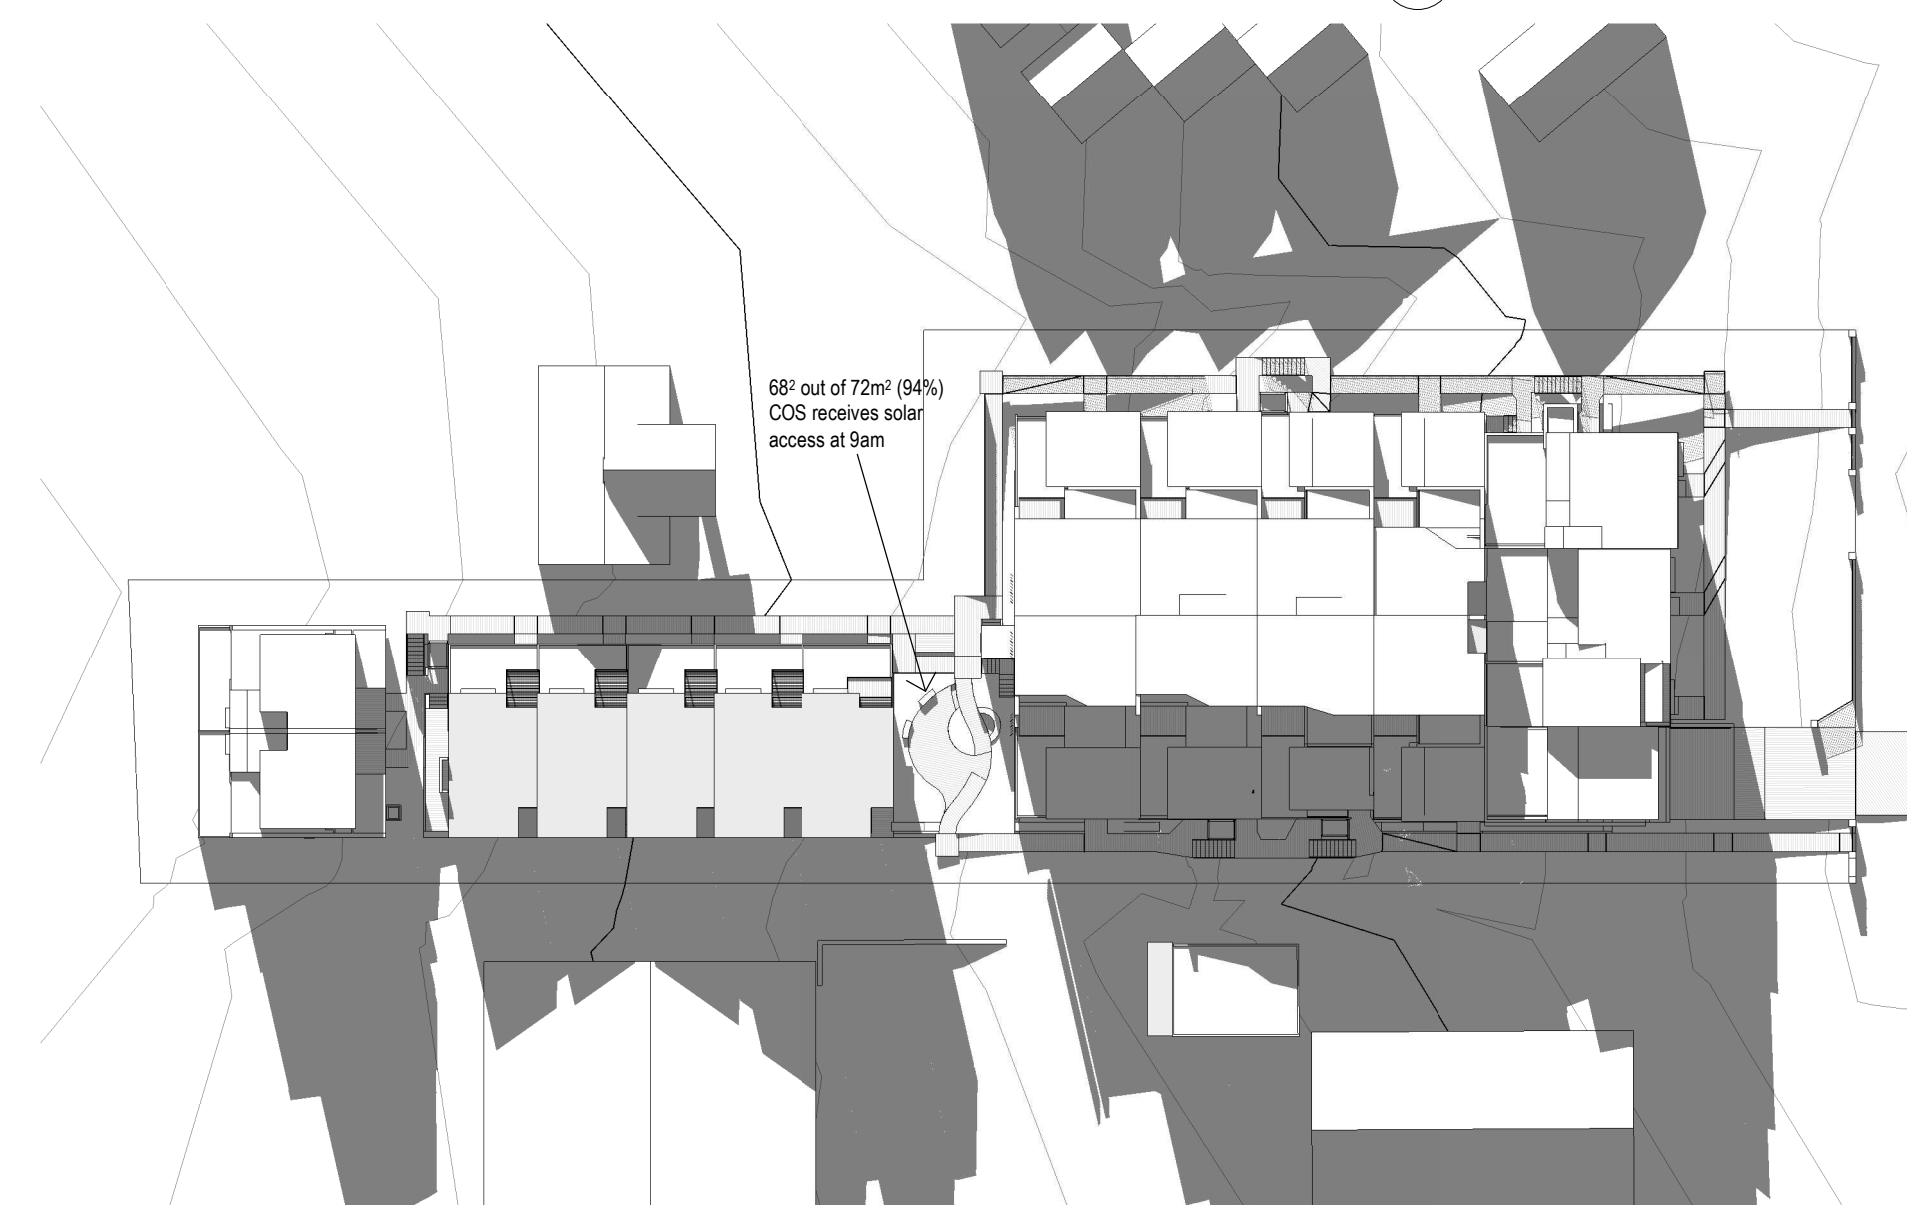 68² out of 72m² (94%)
COS receives solar
access at 9am